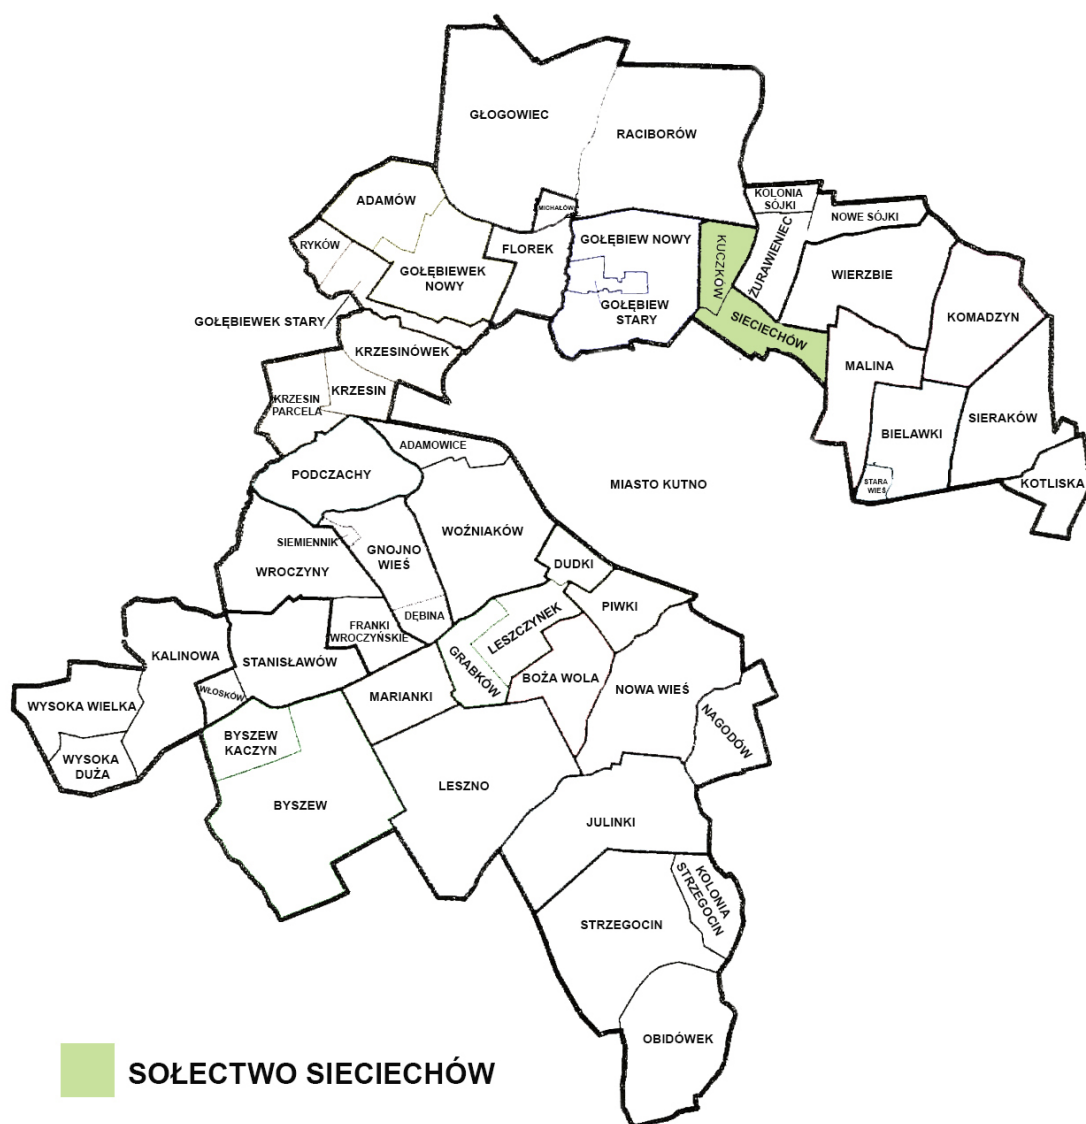 GŁOGOWIEC
RACIBORÓW
KOLONIA
SÓJKI
ADAMÓW
MICHAŁÓW
NOWE SÓJKI
RYKÓW
FLOREK
GOŁĘBIEW NOWY
KUCZKÓW
ŻURAWIENIEC
WIERZBIE
GOŁĘBIEWEK
NOWY
GOŁĘBIEW
STARY
KOMADZYN
GOŁĘBIEWEK STARY
SIECIECHÓW
KRZESINÓWEK
MALINA
KRZESIN
KRZESIN
PARCELA
SIERAKÓW
BIELAWKI
ADAMOWICE
PODCZACHY
MIASTO KUTNO
STARA
WIEŚ
KOTLISKA
WOŹNIAKÓW
SIEMIENNIK
GNOJNO
WIEŚ
WROCZYNY
DUDKI
PIWKI
DĘBINA
FRANKI
WROCZYŃSKIE
LESZCZYNEK
KALINOWA
STANISŁAWÓW
GRABKÓW
BOŻA WOLA
NOWA WIEŚ
WŁOSKÓW
MARIANKI
WYSOKA WIELKA
NAGODÓW
BYSZEW
KACZYN
WYSOKA
DUŻA
LESZNO
BYSZEW
JULINKI
KOLONIA
STRZEGOCIN
STRZEGOCIN
OBIDÓWEK
SOŁECTWO SIECIECHÓW